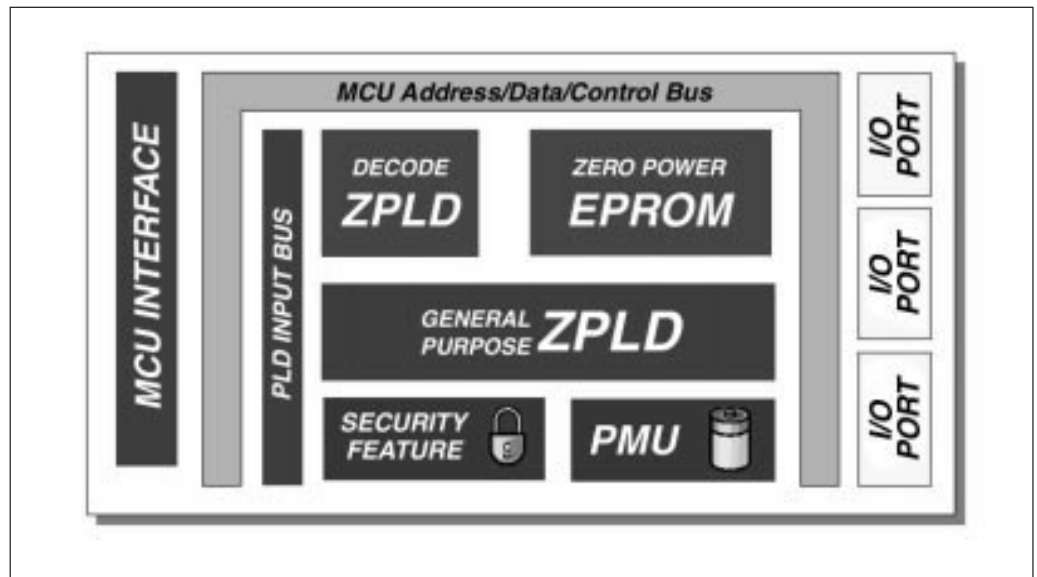 MCU Address/Data/Control Bus
MCU INTERFACE
PLD INPUT BUS
DECODE
ZPLD
ZERO POWER
EPROM
GENERAL
PURPOSE
ZPLD
SECURITY
FEATURE
PMU
I/O
PORT
I/O
PORT
I/O
PORT